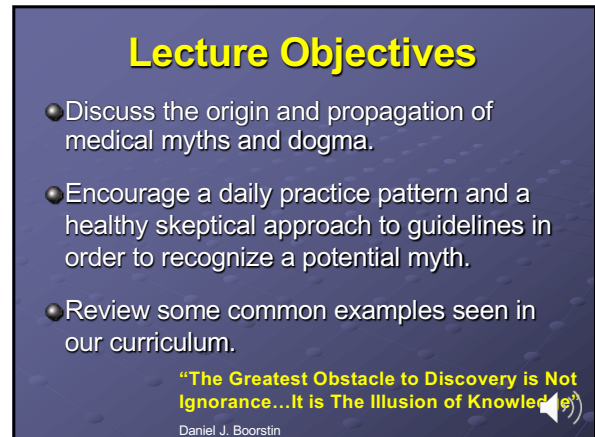 Lecture Objectives
Discuss the origin and propagation of
medical myths and dogma.
Encourage a daily practice pattern and a
healthy skeptical approach to guidelines in
order to recognize a potential myth.
Review some common examples seen in
our curriculum.
“The Greatest Obstacle to Discovery is Not
Ignorance…It is The Illusion of Knowledge”
Daniel J. Boorstin